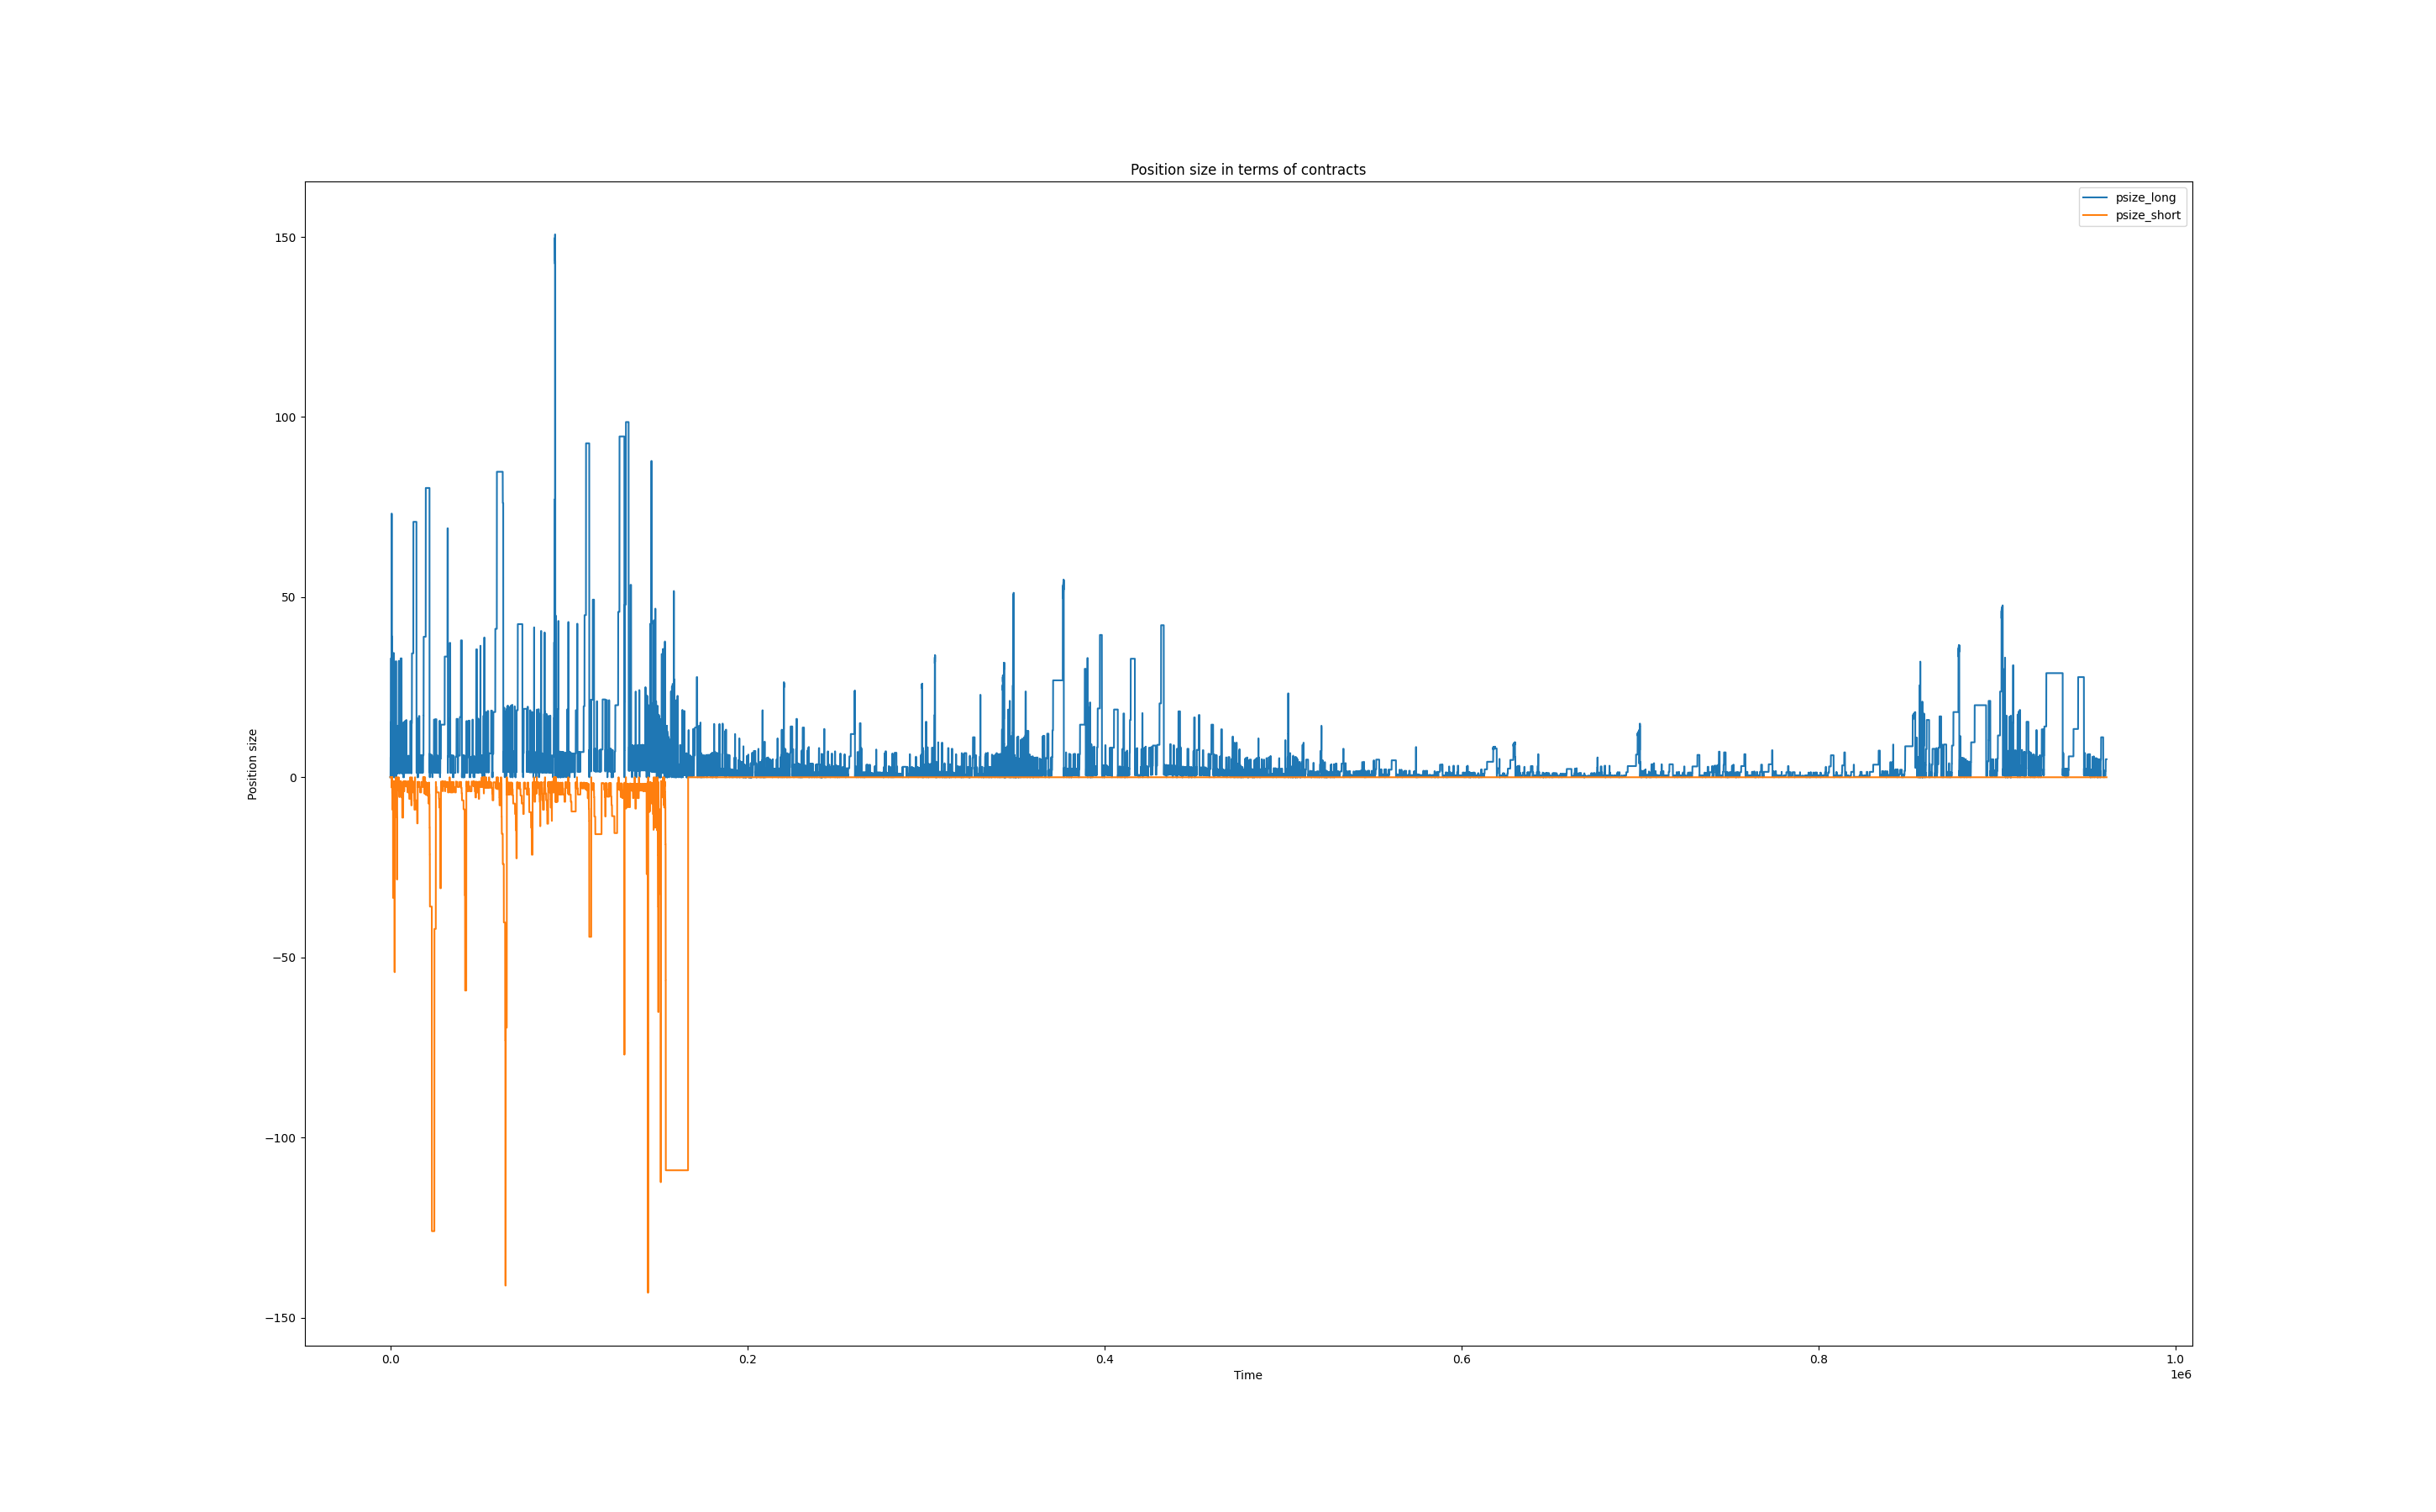 Position size in terms of contracts
psize_long
psize_short
150
100
50
0
−50
−100
−150
Position size
0.0
0.2
0.4
0.6
0.8
1.0
1e6
Time